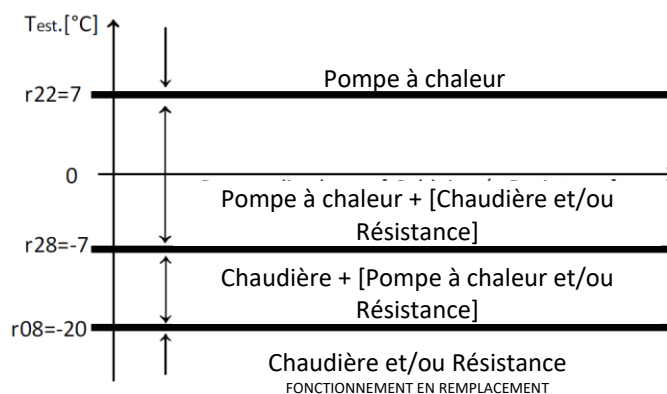 Test.[°C]
Pompe à chaleur
r22=7
0
Pompe à chaleur + [Chaudière et/ou
Résistance]
r28=-7
Chaudière + [Pompe à chaleur et/ou
Résistance]
r08=-20
Chaudière et/ou Résistance
FONCTIONNEMENT EN REMPLACEMENT